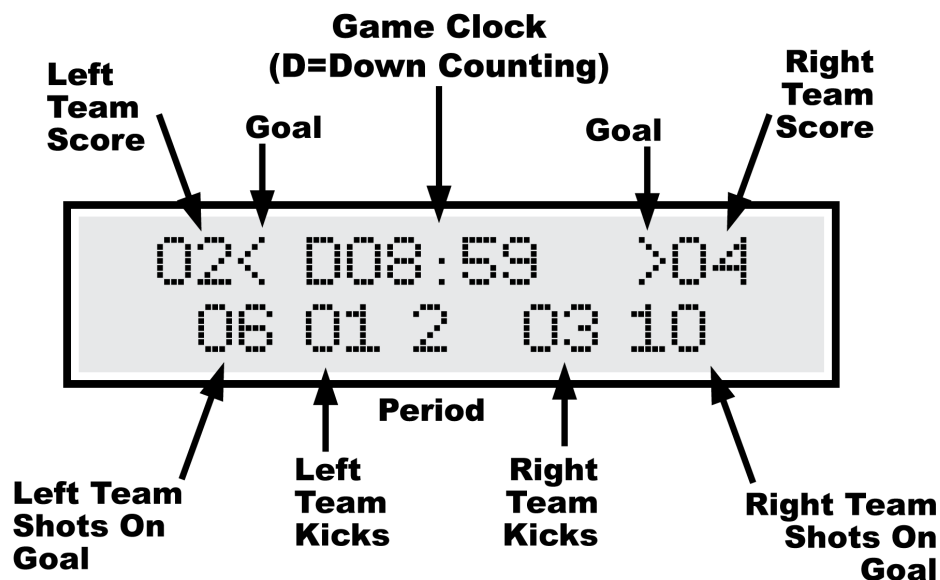 Game Clock
(D=Down Counting)
Left
Team
Score
Goal
Goal
Right
Team
Score
02< D08:59 >04
06 01 2 03 10
Period
Left Team
Shots On
Goal
Left
Team
Kicks
Right
Team
Kicks
Right Team
Shots On
Goal